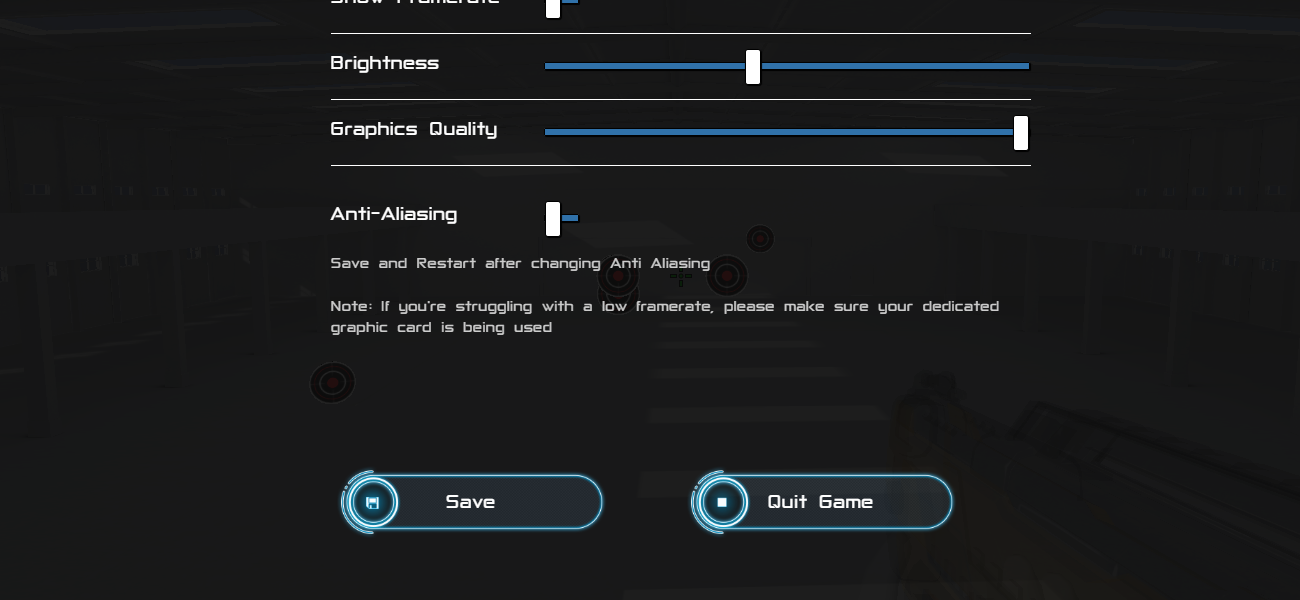 Show Framerate
Brightness
Graphics Quality
Anti-Aliasing
Save and Restart after changing Anti Aliasing
Note: If you're struggling with a low framerate, please make sure your dedicated
graphic card is being used
Save
Quit Game